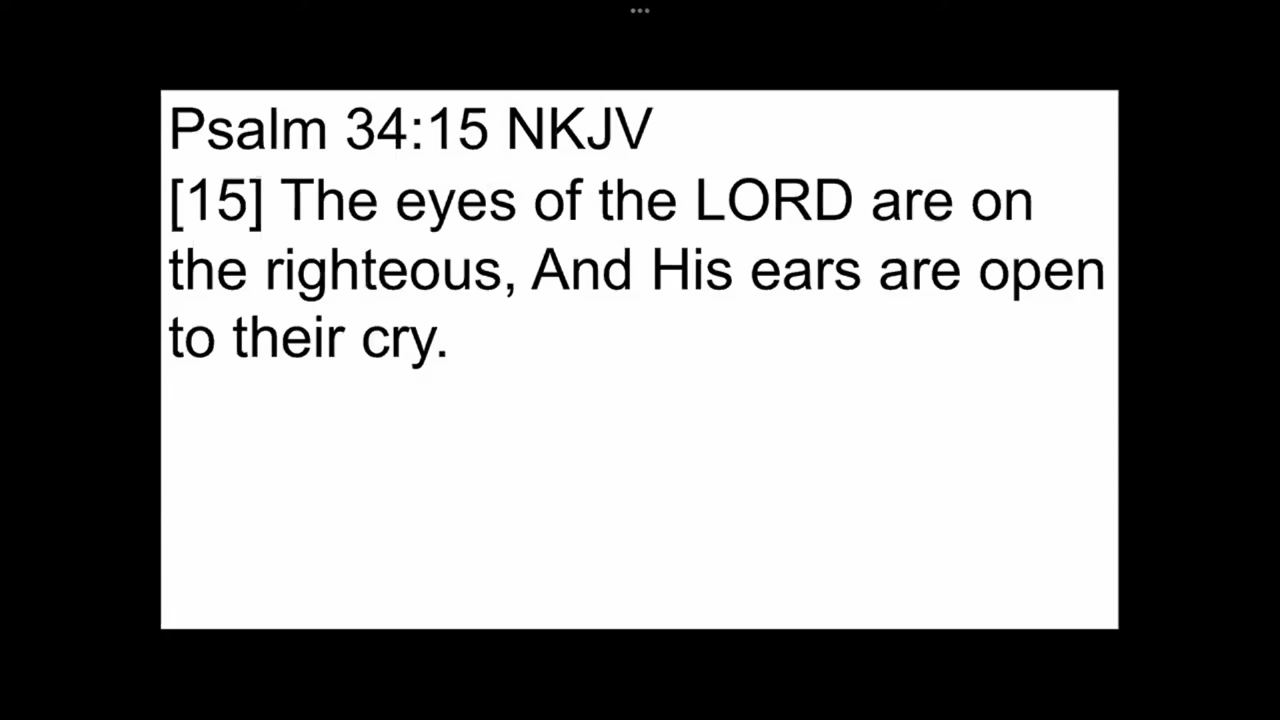 Psalm 34:15 NKJV
[15] The eyes of the LORD are on
the righteous, And His ears are open
to their cry.